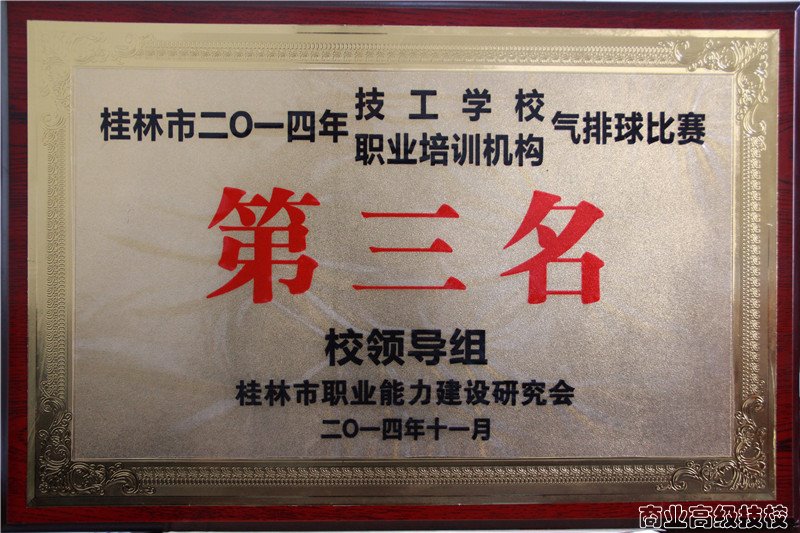 桂林市二〇一四年技工学校职业培训机构气排球比赛
第三名
校领导组
桂林市职业能力建设研究会
二〇一四年十一月
商业高级技校